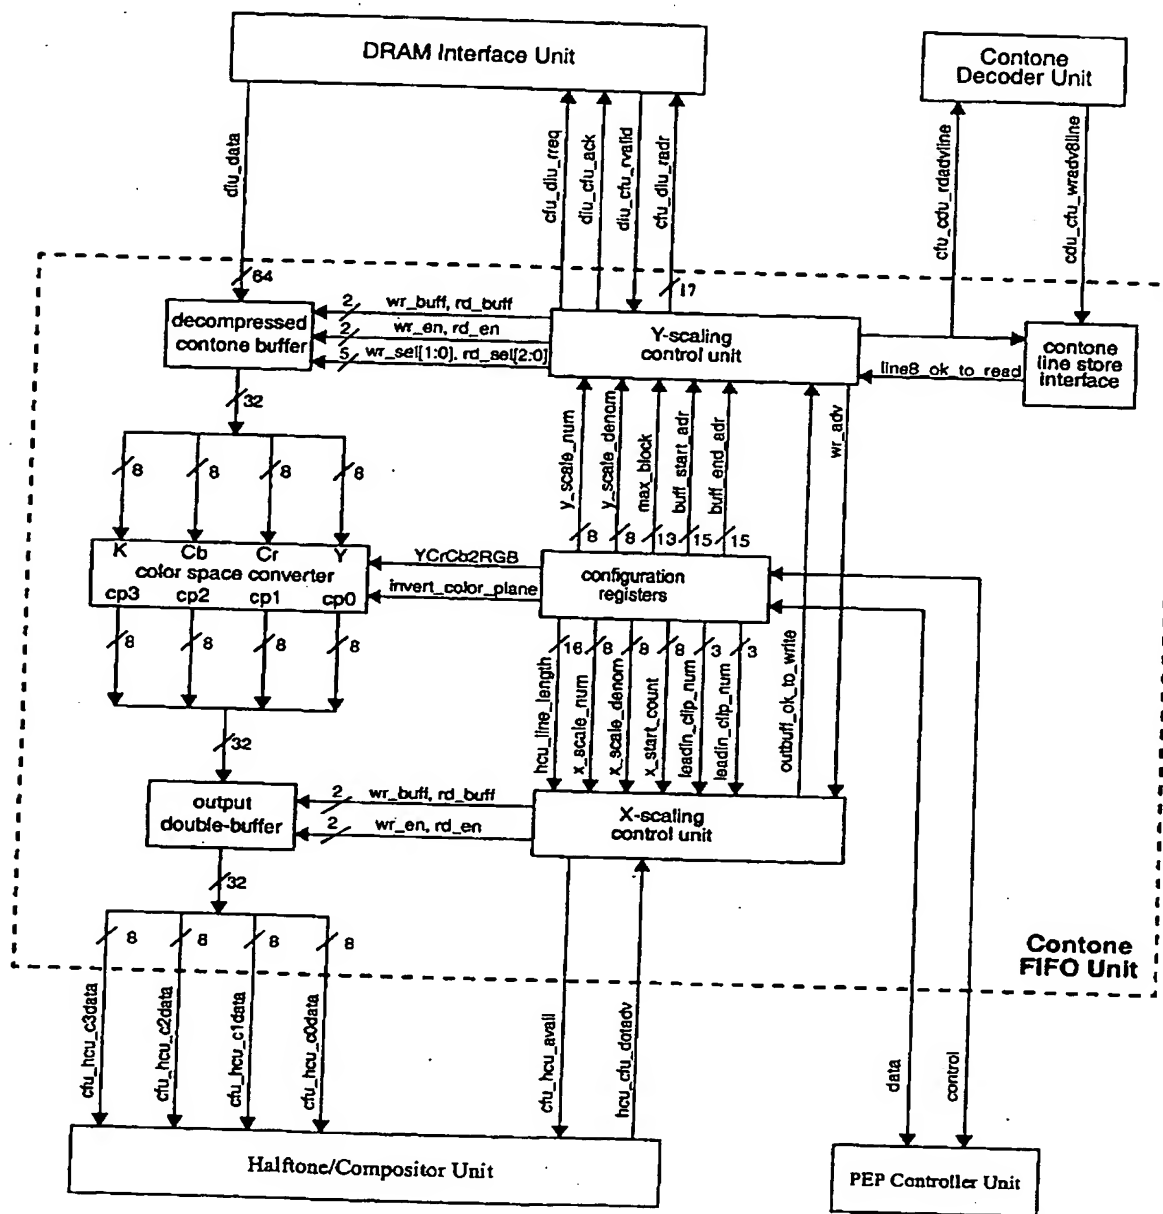 DRAM Interface Unit
Contone
Decoder Unit
diu_data
cfu_diu_rreq
diu_cfu_ack
diu_cfu_rvalid
cfu_diu_radr
cfu_cdu_rdadvline
cdu_cfu_wradv8line
64
17
decompressed
contone buffer
2 wr_buff, rd_buff
2 wr_en, rd_en
5 wr_sel[1:0], rd_sel[2:0]
Y-scaling
control unit
line8_ok_to_read
contone
line store
interface
32
8 8 8 8
y_scale_num
y_scale_denom
max_block
buff_start_adr
buff_end_adr
wr_adv
8 8 13 15 15
K Cb Cr Y
color space converter
cp3 cp2 cp1 cp0
YCrCb2RGB
invert_color_plane
configuration
registers
8 8 8 8
16 8 8 8 3 3
hcu_line_length
x_scale_num
x_scale_denom
x_start_count
leadin_clip_num
leadin_clip_num
outbuff_ok_to_write
32
output
double-buffer
2 wr_buff, rd_buff
2 wr_en, rd_en
X-scaling
control unit
32
8 8 8 8
Contone
FIFO Unit
cfu_hcu_c3data
cfu_hcu_c2data
cfu_hcu_c1data
cfu_hcu_c0data
cfu_hcu_avail
hcu_cfu_dotadv
data
control
Halftone/Compositor Unit
PEP Controller Unit